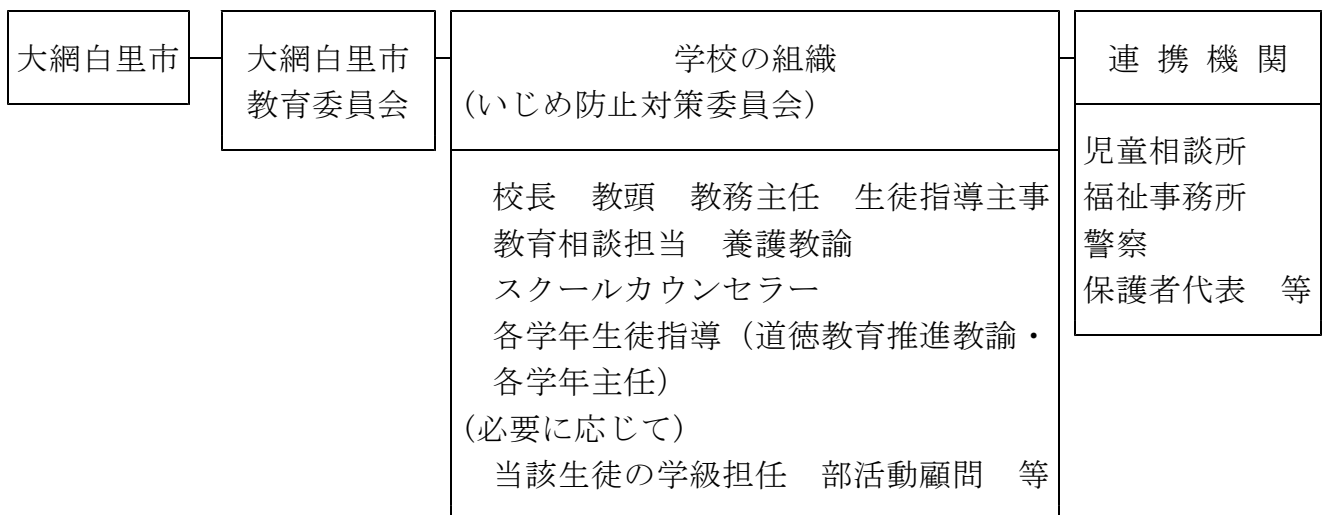 大網白里市
大網白里市
教育委員会
学校の組織
(いじめ防止対策委員会)
校長　教頭　教務主任　生徒指導主事
教育相談担当　養護教諭
スクールカウンセラー
各学年生徒指導（道徳教育推進教諭・
各学年主任）
(必要に応じて)
当該生徒の学級担任　部活動顧問　等
連 携 機 関
児童相談所
福祉事務所
警察
保護者代表　等